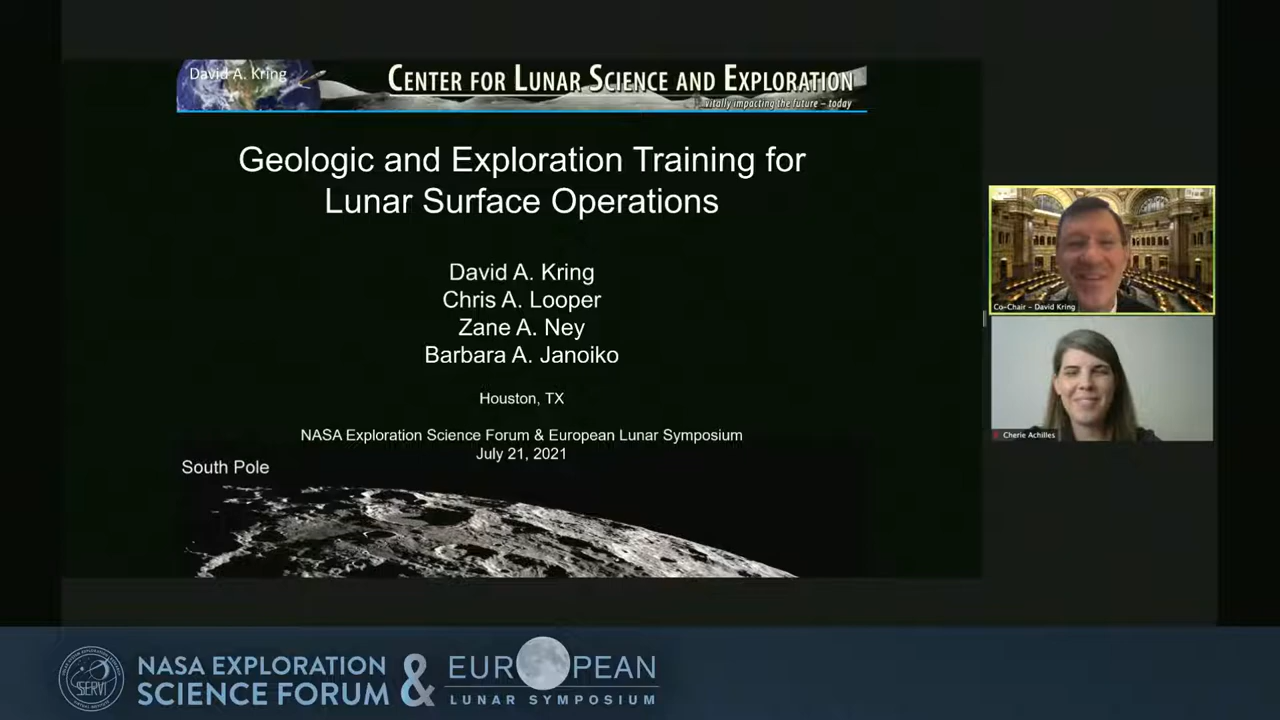 David A. Kring
CENTER FOR LUNAR SCIENCE AND EXPLORATION
vitally impacting the future – today
Geologic and Exploration Training for
Lunar Surface Operations
David A. Kring
Chris A. Looper
Zane A. Ney
Barbara A. Janoiko
Houston, TX
NASA Exploration Science Forum & European Lunar Symposium
July 21, 2021
South Pole
Co-Chair - David Kring
Cherie Achilles
SSERVI
NASA EXPLORATION
SCIENCE FORUM
&
EUROPEAN
LUNAR SYMPOSIUM